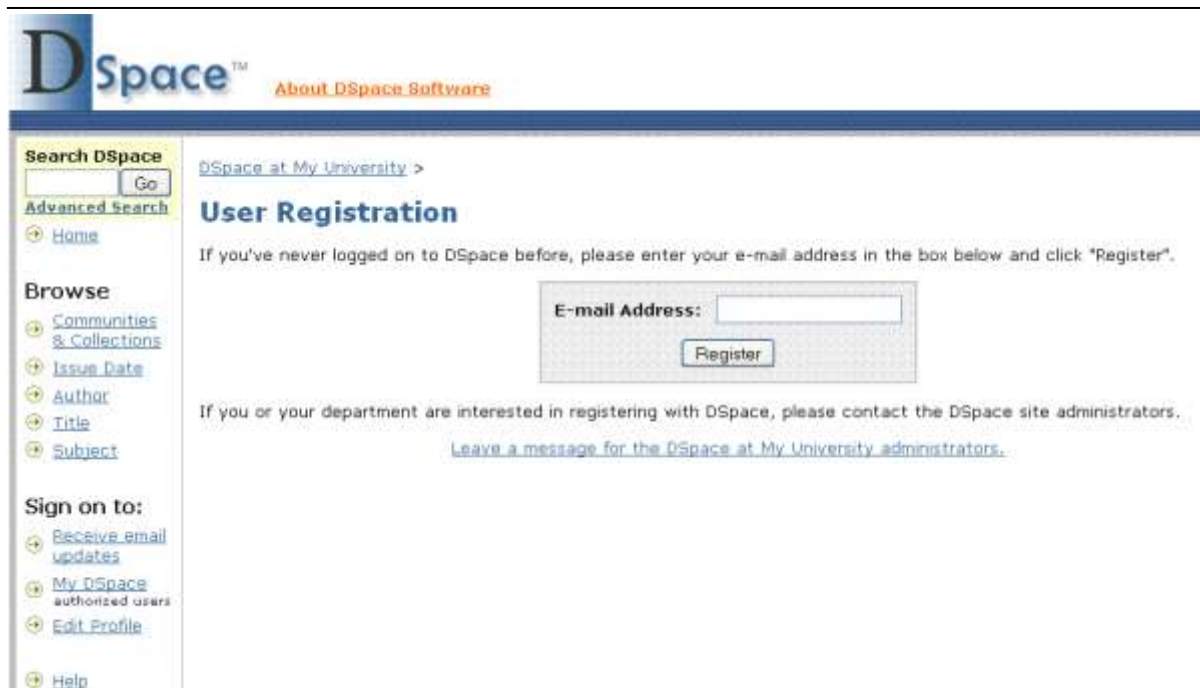 DSpace™
About DSpace Software
Search DSpace
Go
Advanced Search
Home
Browse
Communities
& Collections
Issue Date
Author
Title
Subject
Sign on to:
Receive email
updates
My DSpace
authorized users
Edit Profile
Help
DSpace at My University >
User Registration
If you've never logged on to DSpace before, please enter your e-mail address in the box below and click "Register".
E-mail Address:
Register
If you or your department are interested in registering with DSpace, please contact the DSpace site administrators.
Leave a message for the DSpace at My University administrators.